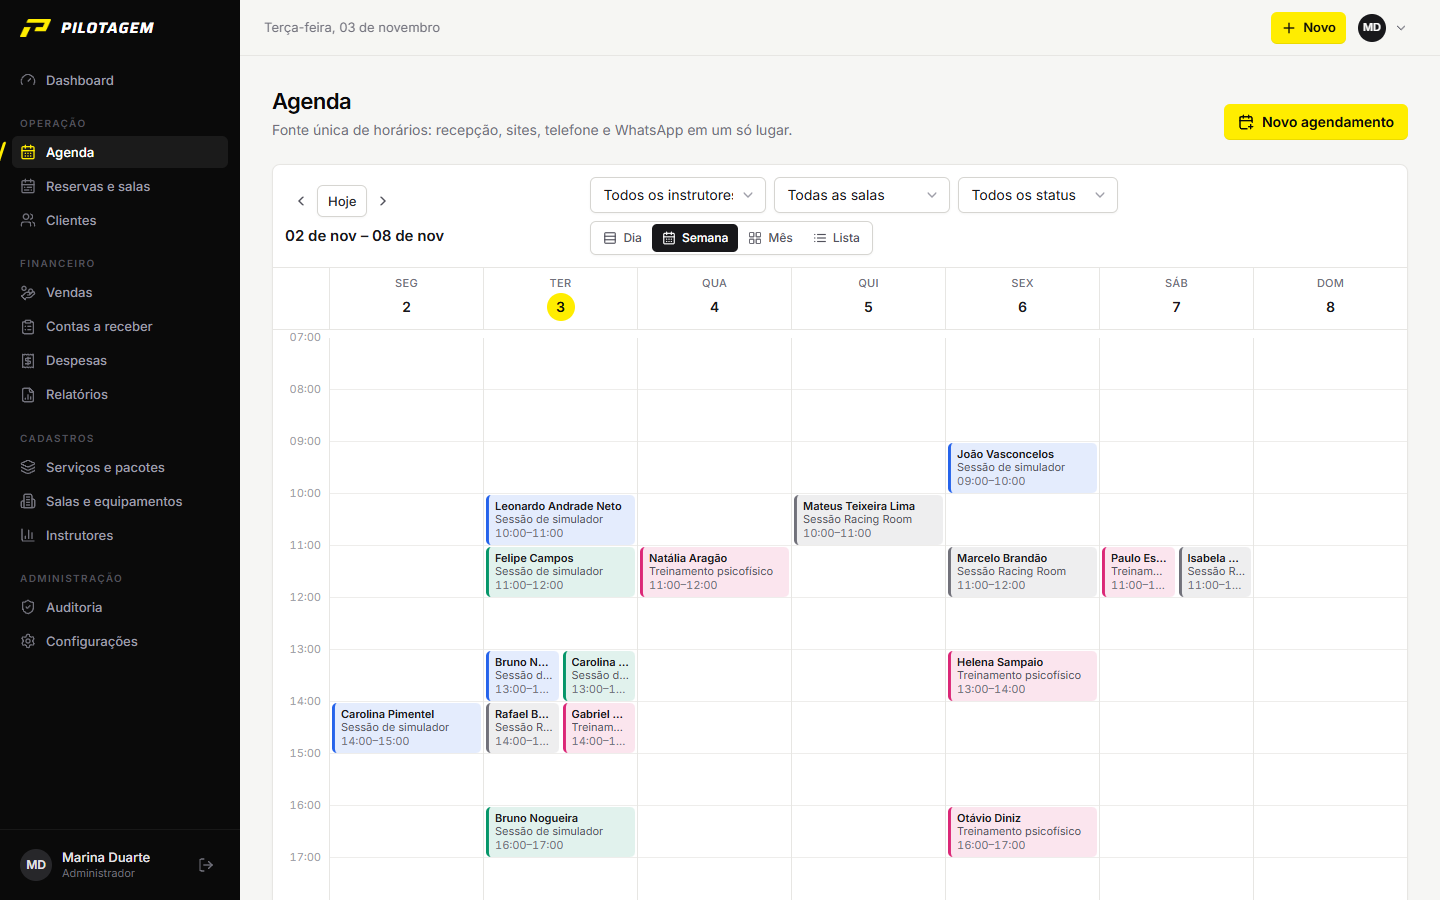 PILOTAGEM
Terça-feira, 03 de novembro
Novo
MD
Dashboard
OPERAÇÃO
Agenda
Reservas e salas
Clientes
FINANCEIRO
Vendas
Contas a receber
Despesas
Relatórios
CADASTROS
Serviços e pacotes
Salas e equipamentos
Instrutores
ADMINISTRAÇÃO
Auditoria
Configurações
MD
Marina Duarte
Administrador
Agenda
Fonte única de horários: recepção, sites, telefone e WhatsApp em um só lugar.
Novo agendamento
Hoje
02 de nov – 08 de nov
Todos os instrutores
Todas as salas
Todos os status
Dia
Semana
Mês
Lista
SEG
2
TER
3
QUA
4
QUI
5
SEX
6
SÁB
7
DOM
8
07:00
08:00
09:00
João Vasconcelos
Sessão de simulador
09:00–10:00
10:00
Leonardo Andrade Neto
Sessão de simulador
10:00–11:00
Mateus Teixeira Lima
Sessão Racing Room
10:00–11:00
11:00
Felipe Campos
Sessão de simulador
11:00–12:00
Natália Aragão
Treinamento psicofísico
11:00–12:00
Marcelo Brandão
Sessão Racing Room
11:00–12:00
Paulo Es...
Treinam...
11:00–1...
Isabela ...
Sessão R...
11:00–1...
12:00
13:00
Bruno N...
Sessão d...
13:00–1...
Carolina ...
Sessão d...
13:00–1...
Helena Sampaio
Treinamento psicofísico
13:00–14:00
14:00
Carolina Pimentel
Sessão de simulador
14:00–15:00
Rafael B...
Sessão R...
14:00–1...
Gabriel ...
Treinam...
14:00–1...
15:00
16:00
Bruno Nogueira
Sessão de simulador
16:00–17:00
Otávio Diniz
Treinamento psicofísico
16:00–17:00
17:00